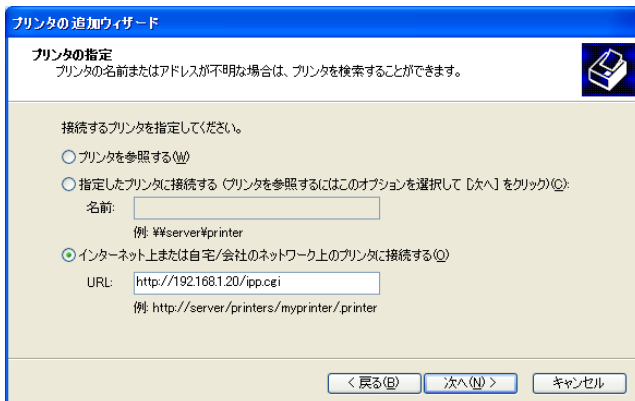 プリンタの追加ウィザード
プリンタの指定
プリンタの名前またはアドレスが不明な場合は、プリンタを検索することができます。
接続するプリンタを指定してください。
プリンタを参照する(W)
指定したプリンタに接続する (プリンタを参照するにはこのオプションを選択して [次へ] をクリック)(C):
名前:
例: ¥¥server¥printer
インターネット上または自宅/会社のネットワーク上のプリンタに接続する(O)
URL: http://192.168.1.20/ipp.cgi
例: http://server/printers/myprinter/.printer
< 戻る(B) 次へ(N) > キャンセル